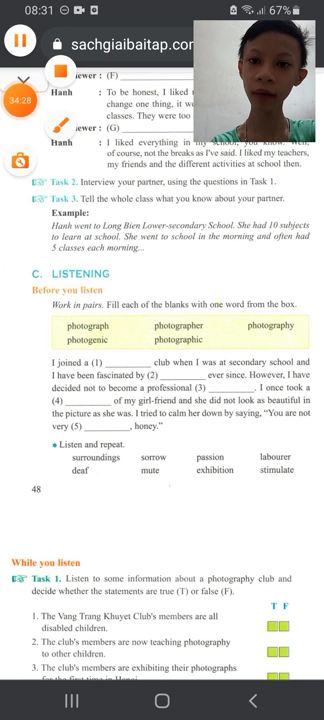 08:31
67%
sachgiaibaitap.cor
34:28
ewer : (F)
Hanh : To be honest, I liked
change one thing, it w
classes. They were too
ewer : (G)
Hanh : I liked everything in my school, you know. Well,
of course, not the breaks as I've said. I liked my teachers,
my friends and the different activities at school then.
Task 2. Interview your partner, using the questions in Task 1.
Task 3. Tell the whole class what you know about your partner.
Example:
Hanh went to Long Bien Lower-secondary School. She had 10 subjects
to learn at school. She went to school in the morning and often had
5 classes each morning...
C. LISTENING
Before you listen
Work in pairs. Fill each of the blanks with one word from the box.
photograph photographer photography
photogenic photographic
I joined a (1) __________ club when I was at secondary school and
I have been fascinated by (2) __________ ever since. However, I have
decided not to become a professional (3) __________. I once took a
(4) __________ of my girl-friend and she did not look as beautiful in
the picture as she was. I tried to calm her down by saying, “You are not
very (5) __________, honey.”
• Listen and repeat.
surroundings sorrow passion labourer
deaf mute exhibition stimulate
48
While you listen
Task 1. Listen to some information about a photography club and
decide whether the statements are true (T) or false (F).
T F
1. The Vang Trang Khuyet Club's members are all
disabled children.
2. The club's members are now teaching photography
to other children.
3. The club's members are exhibiting their photographs
for the first time in Hanoi.